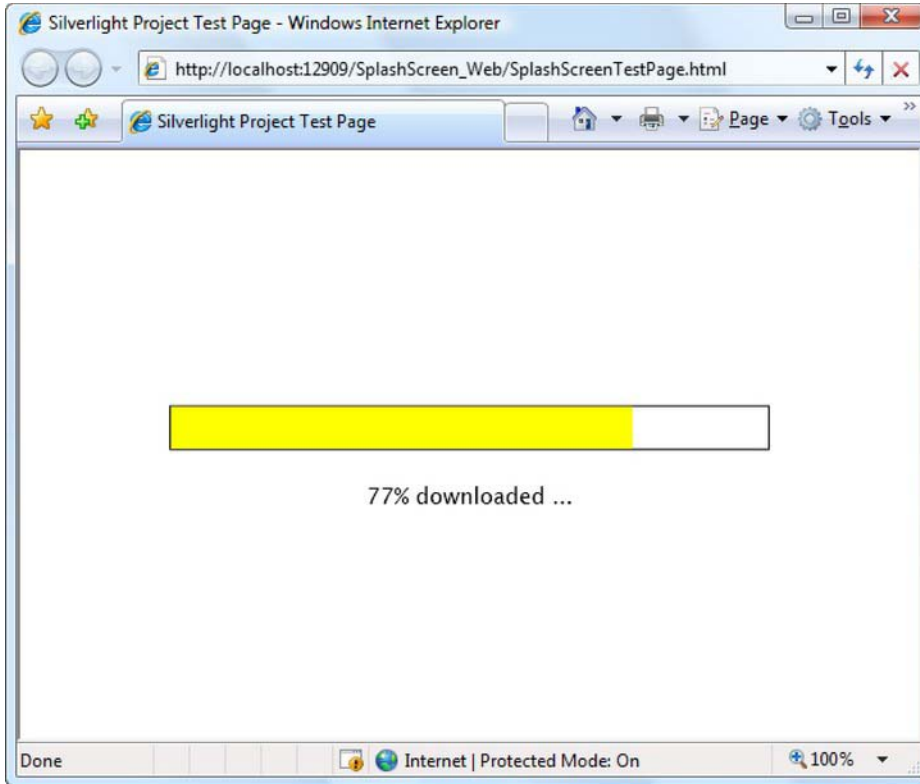 Silverlight Project Test Page - Windows Internet Explorer
http://localhost:12909/SplashScreen_Web/SplashScreenTestPage.html
Silverlight Project Test Page
Page
Tools
77% downloaded ...
Done
Internet | Protected Mode: On
100%